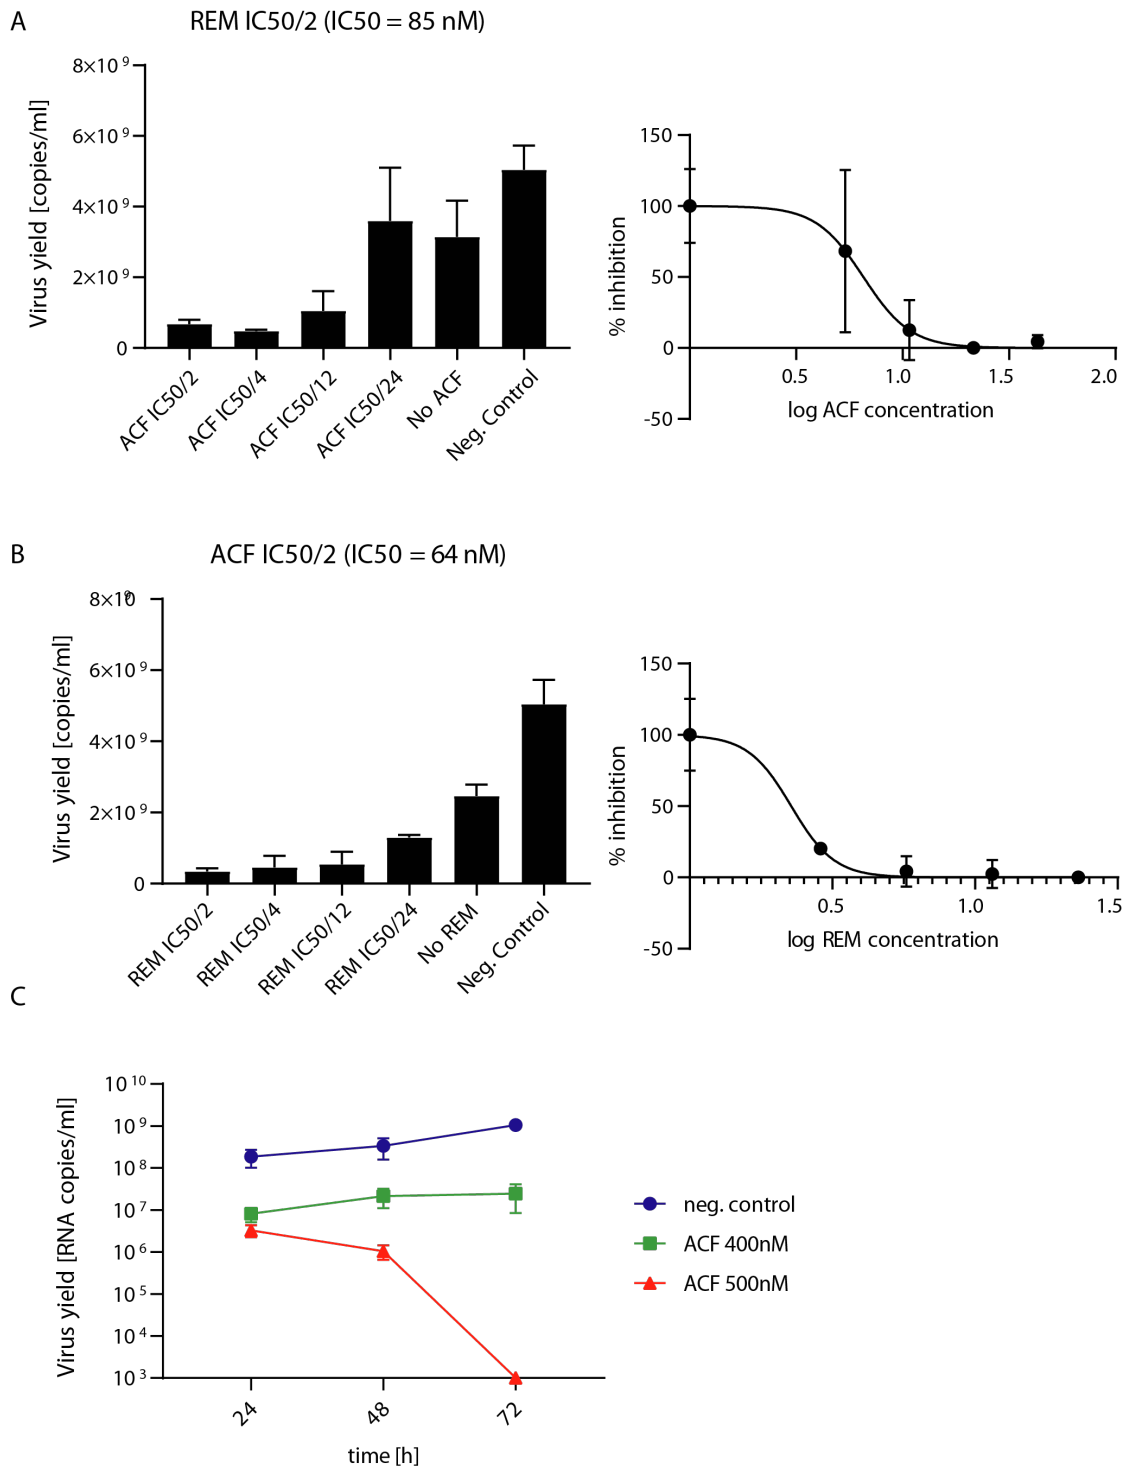 A
REM IC50/2 (IC50 = 85 nM)
Virus yield [copies/ml]
8×10⁹
6×10⁹
4×10⁹
2×10⁹
0
ACF IC50/2
ACF IC50/4
ACF IC50/12
ACF IC50/24
No ACF
Neg. Control
% inhibition
150
100
50
0
-50
0.5
1.0
1.5
2.0
log ACF concentration
B
ACF IC50/2 (IC50 = 64 nM)
Virus yield [copies/ml]
8×10⁹
6×10⁹
4×10⁹
2×10⁹
0
REM IC50/2
REM IC50/4
REM IC50/12
REM IC50/24
No REM
Neg. Control
% inhibition
150
100
50
0
-50
0.5
1.0
1.5
log REM concentration
C
Virus yield [RNA copies/ml]
10¹⁰
10⁹
10⁸
10⁷
10⁶
10⁵
10⁴
10³
24
48
72
time [h]
neg. control
ACF 400nM
ACF 500nM